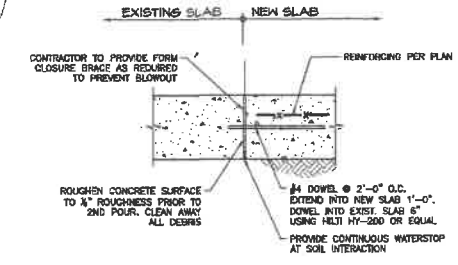 EXISTING SLAB
NEW SLAB
CONTRACTOR TO PROVIDE FORM
CLOSURE BRACE AS REQUIRED
TO PREVENT BLOWOUT
REINFORCING PER PLAN
ROUGHEN CONCRETE SURFACE
TO ¼" ROUGHNESS PRIOR TO
2ND POUR. CLEAN AWAY
ALL DEBRIS
#4 DOWEL @ 2'-0" O.C.
EXTEND INTO NEW SLAB 1'-0".
DOWEL INTO EXIST. SLAB 6"
USING HILTI HY-200 OR EQUAL
PROVIDE CONTINUOUS WATERSTOP
AT SOIL INTERACTION